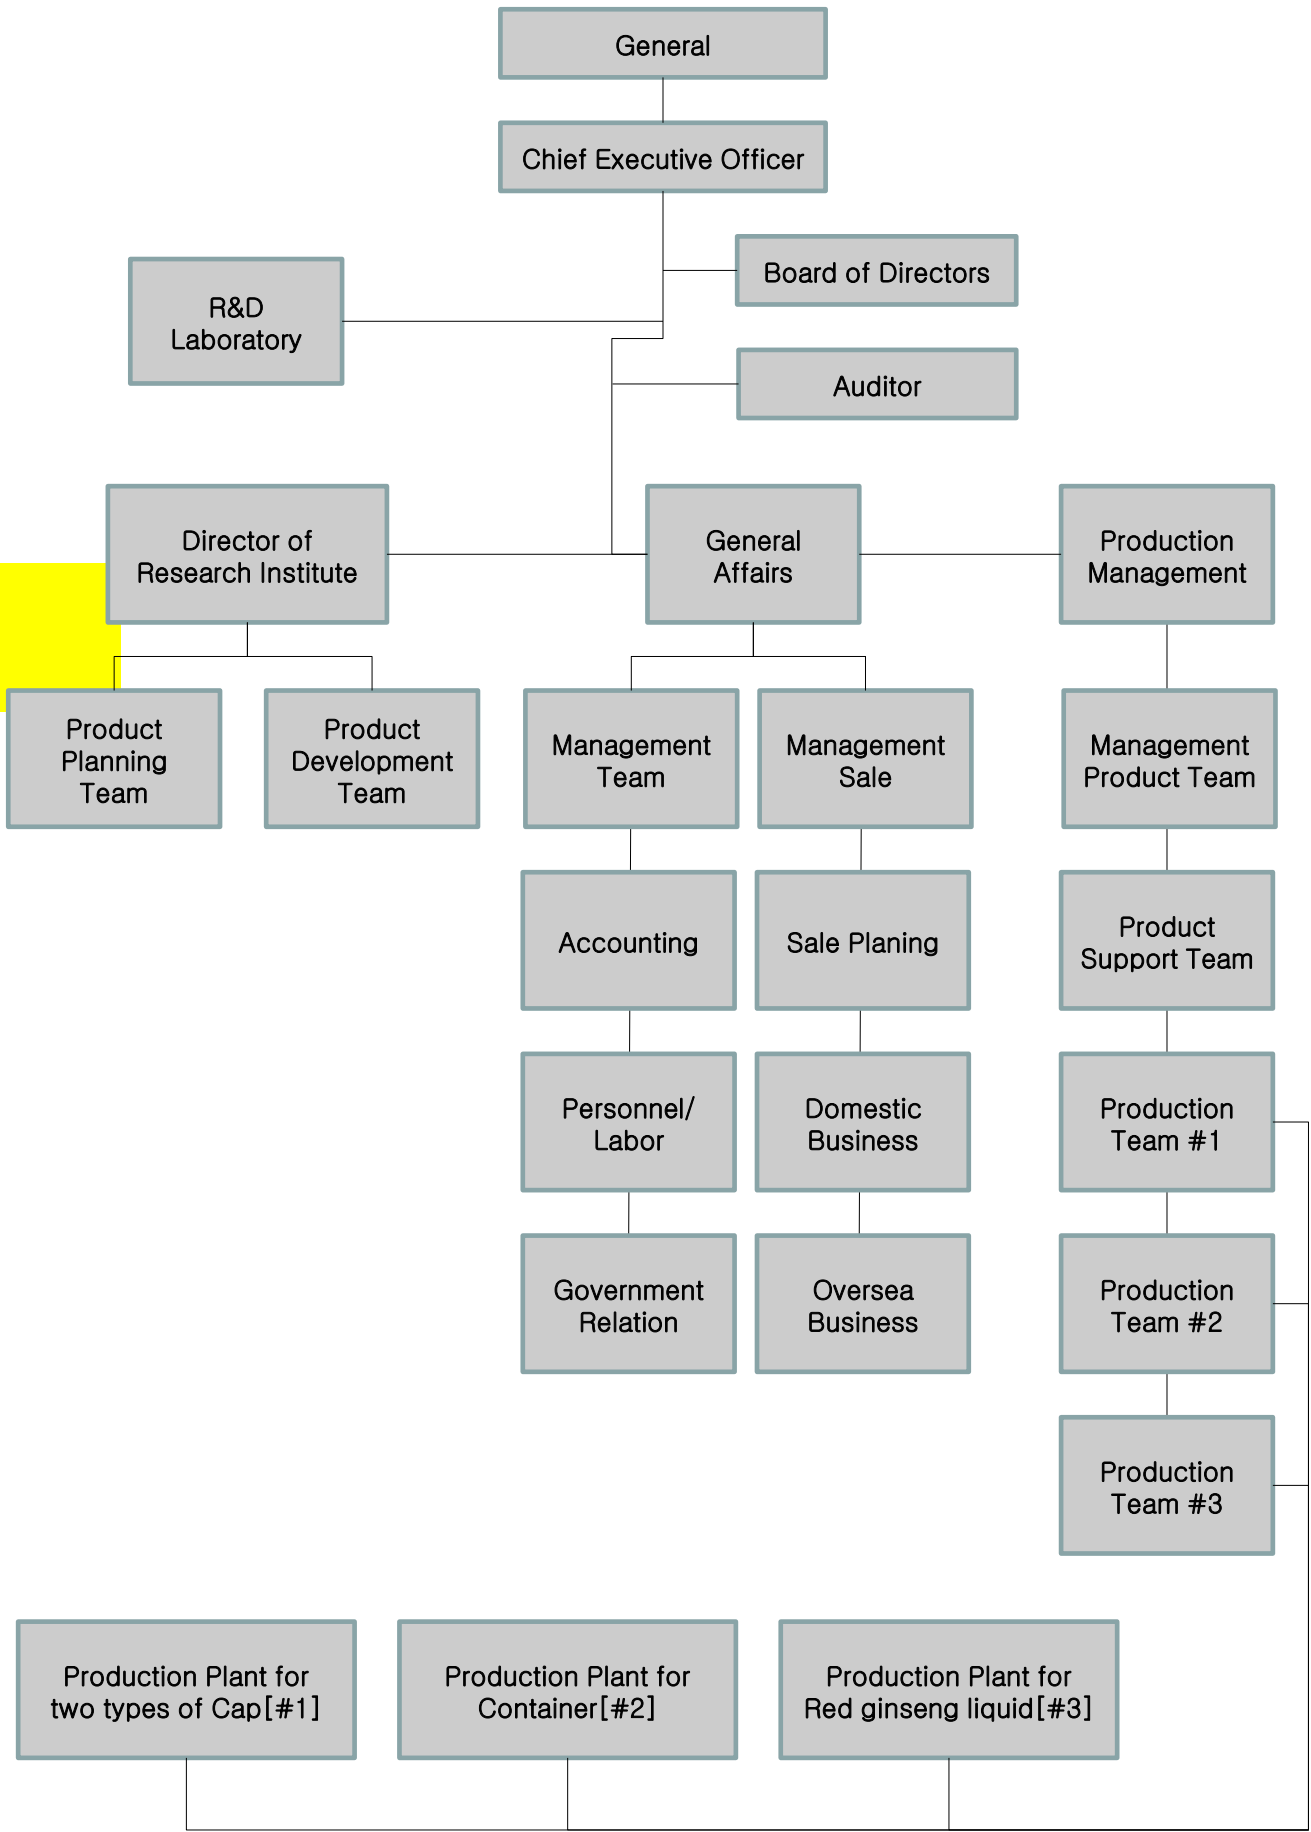 General
Chief Executive Officer
Board of Directors
R&D
Laboratory
Auditor
Director of
Research Institute
General
Affairs
Production
Management
Product
Planning
Team
Product
Development
Team
Management
Team
Management
Sale
Management
Product Team
Accounting
Sale Planing
Product
Support Team
Personnel/
Labor
Domestic
Business
Production
Team #1
Government
Relation
Oversea
Business
Production
Team #2
Production
Team #3
Production Plant for
two types of Cap[#1]
Production Plant for
Container[#2]
Production Plant for
Red ginseng liquid[#3]